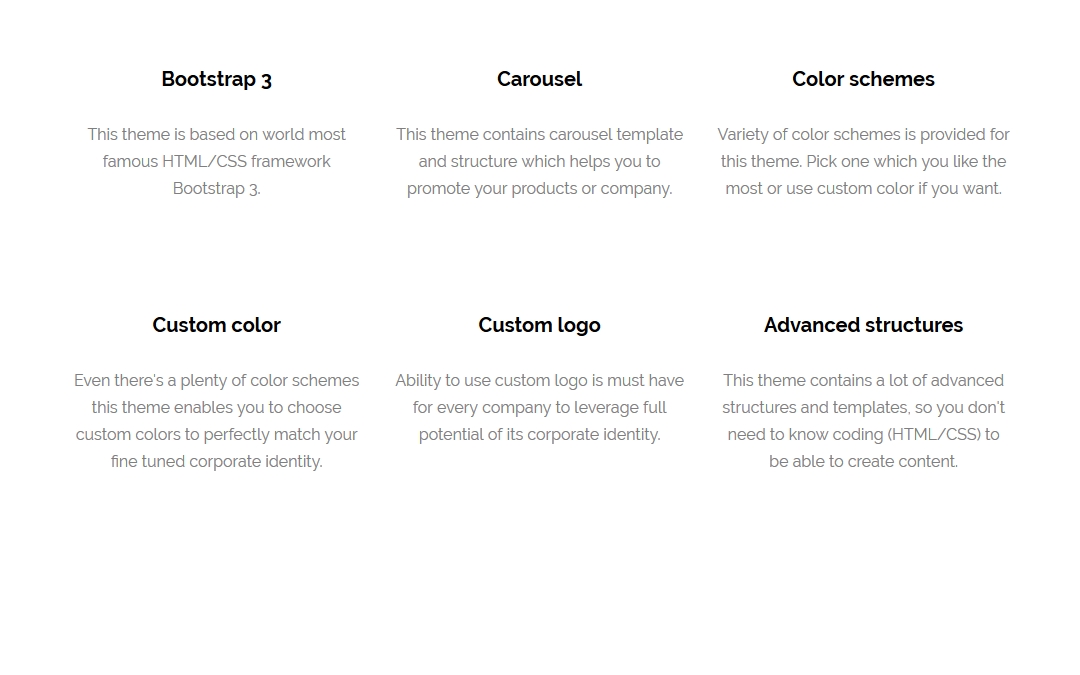 Bootstrap 3
This theme is based on world most
famous HTML/CSS framework
Bootstrap 3.
Carousel
This theme contains carousel template
and structure which helps you to
promote your products or company.
Color schemes
Variety of color schemes is provided for
this theme. Pick one which you like the
most or use custom color if you want.
Custom color
Even there's a plenty of color schemes
this theme enables you to choose
custom colors to perfectly match your
fine tuned corporate identity.
Custom logo
Ability to use custom logo is must have
for every company to leverage full
potential of its corporate identity.
Advanced structures
This theme contains a lot of advanced
structures and templates, so you don't
need to know coding (HTML/CSS) to
be able to create content.